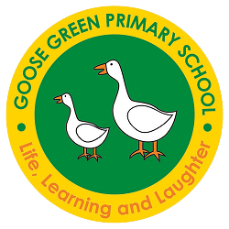 GOOSE GREEN PRIMARY SCHOOL
Life, Learning and Laughter